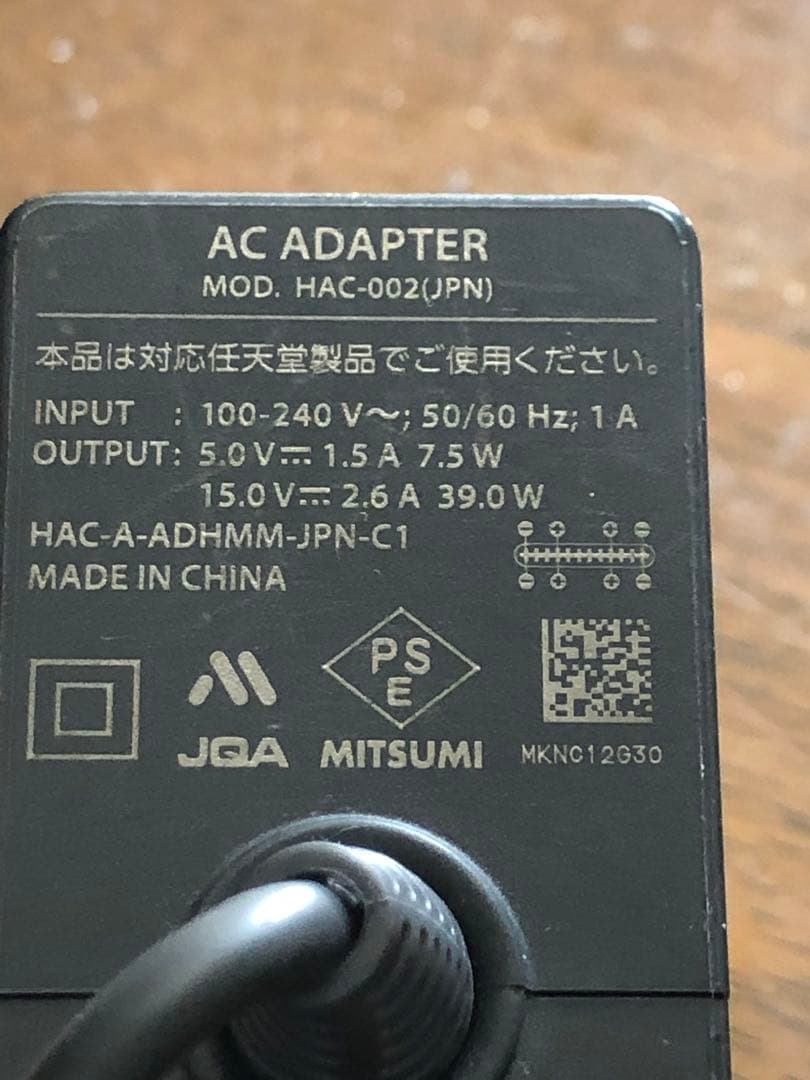 AC ADAPTER
MOD. HAC-002(JPN)
本品は対応任天堂製品でご使用ください。
INPUT : 100-240 V～; 50/60 Hz; 1 A
OUTPUT: 5.0 V⎓ 1.5 A 7.5 W
15.0 V⎓ 2.6 A 39.0 W
HAC-A-ADHMM-JPN-C1
MADE IN CHINA
PS
E
JQA
MITSUMI
MKNC12G30